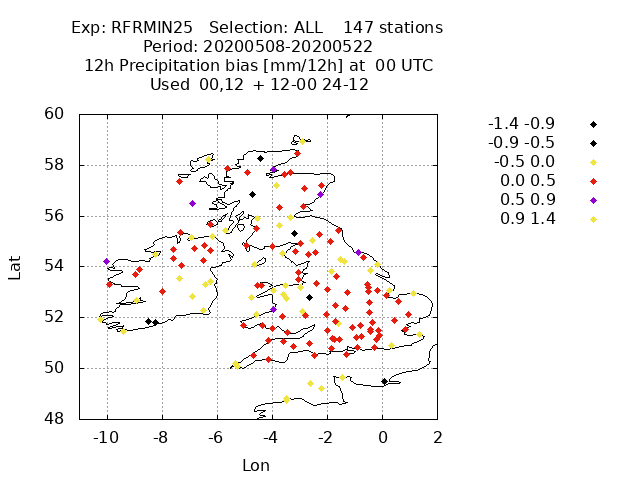 Exp: RFRMIN25 Selection: ALL 147 stations
Period: 20200508-20200522
12h Precipitation bias [mm/12h] at 00 UTC
Used 00,12 + 12-00 24-12
-1.4 -0.9
-0.9 -0.5
-0.5 0.0
0.0 0.5
0.5 0.9
0.9 1.4
60
58
56
54
52
50
48
Lat
-10 -8 -6 -4 -2 0 2
Lon